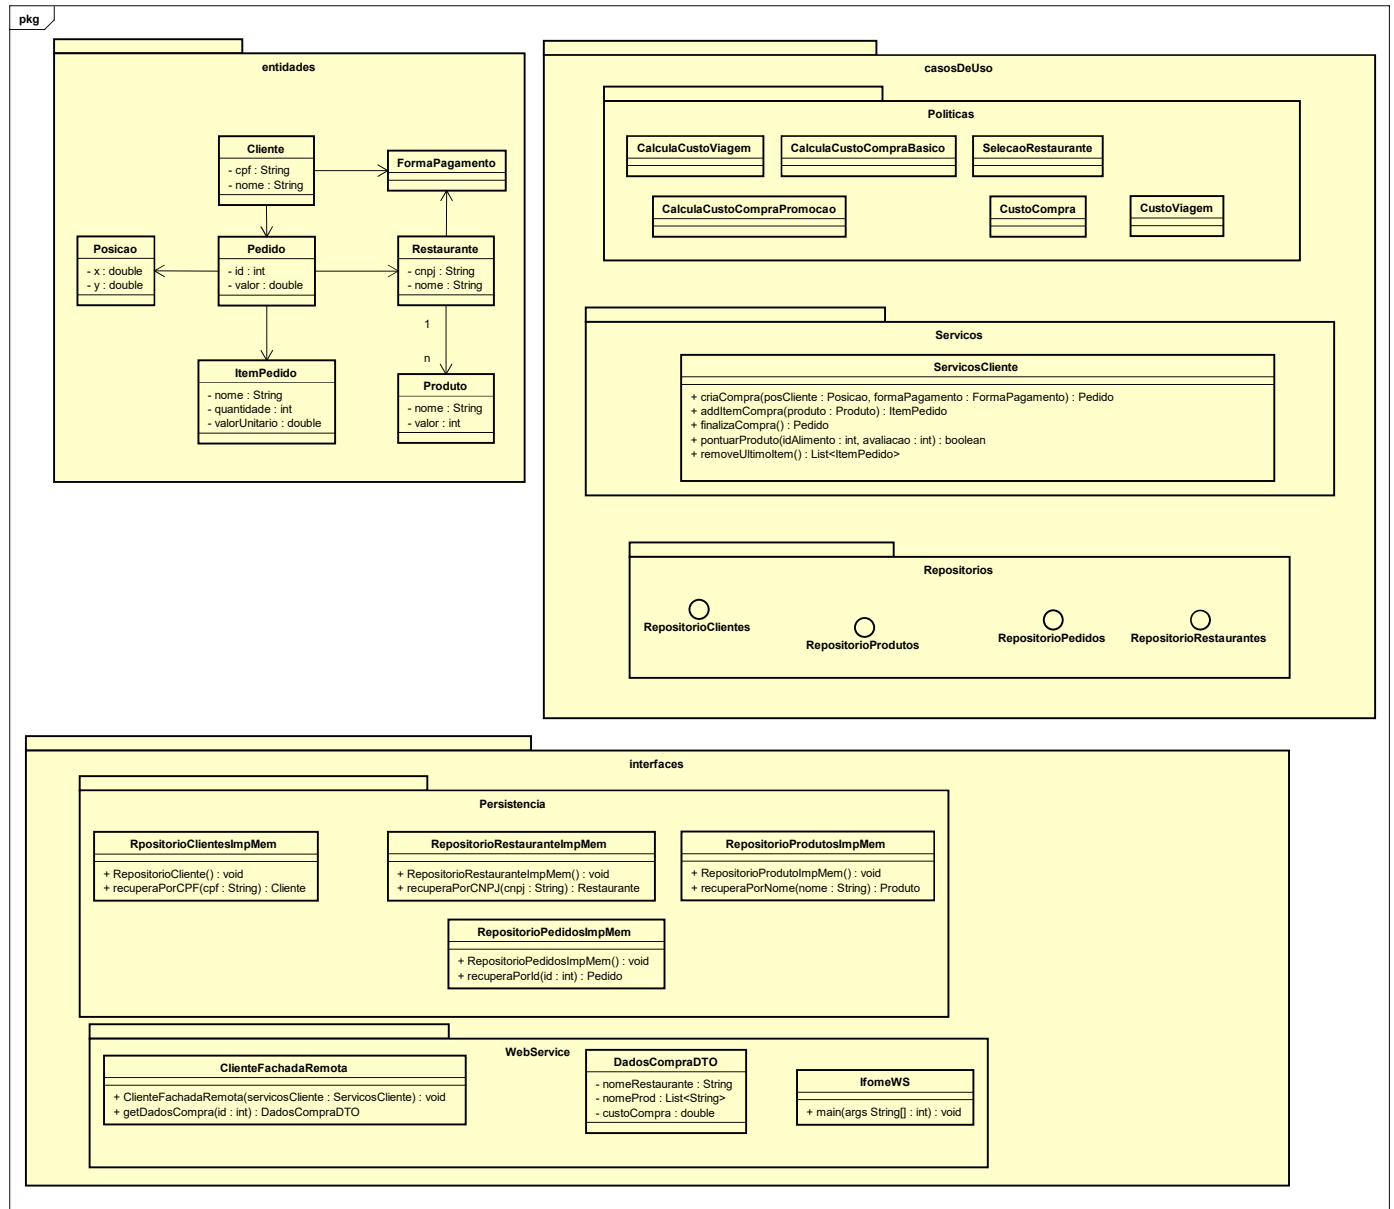 pkg
entidades
Cliente
- cpf : String
- nome : String
FormaPagamento
Posicao
- x : double
- y : double
Pedido
- id : int
- valor : double
Restaurante
- cnpj : String
- nome : String
1
n
ItemPedido
- nome : String
- quantidade : int
- valorUnitario : double
Produto
- nome : String
- valor : int
casosDeUso
Politicas
CalculaCustoViagem
CalculaCustoCompraBasico
SelecaoRestaurante
CalculaCustoCompraPromocao
CustoCompra
CustoViagem
Servicos
ServicosCliente
+ criaCompra(posCliente : Posicao, formaPagamento : FormaPagamento) : Pedido
+ addItemCompra(produto : Produto) : ItemPedido
+ finalizaCompra() : Pedido
+ pontuarProduto(idAlimento : int, avaliacao : int) : boolean
+ removeUltimoItem() : List<ItemPedido>
Repositorios
RepositorioClientes
RepositorioProdutos
RepositorioPedidos
RepositorioRestaurantes
interfaces
Persistencia
RpositorioClientesImpMem
+ RepositorioCliente() : void
+ recuperaPorCPF(cpf : String) : Cliente
RepositorioRestauranteImpMem
+ RepositorioRestauranteImpMem() : void
+ recuperaPorCNPJ(cnpj : String) : Restaurante
RepositorioProdutosImpMem
+ RepositorioProdutoImpMem() : void
+ recuperaPorNome(nome : String) : Produto
RepositorioPedidosImpMem
+ RepositorioPedidosImpMem() : void
+ recuperaPorId(id : int) : Pedido
WebService
ClienteFachadaRemota
+ ClienteFachadaRemota(servicosCliente : ServicosCliente) : void
+ getDadosCompra(id : int) : DadosCompraDTO
DadosCompraDTO
- nomeRestaurante : String
- nomeProd : List<String>
- custoCompra : double
IfomeWS
+ main(args String[] : int) : void